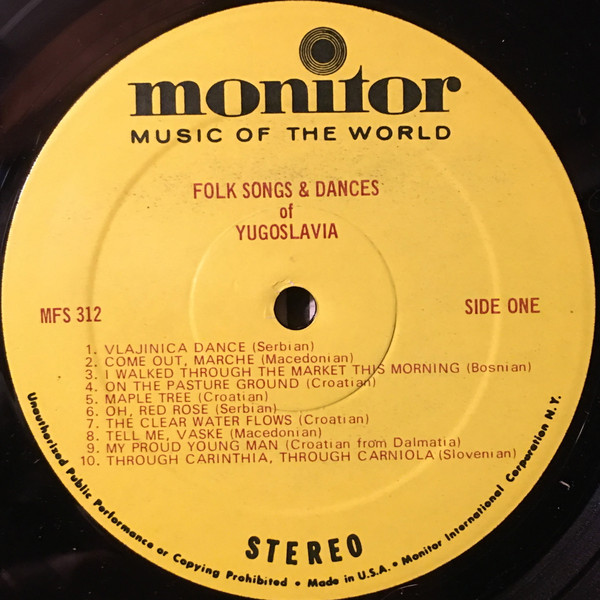 monitor
MUSIC OF THE WORLD
FOLK SONGS & DANCES
of
YUGOSLAVIA
MFS 312
SIDE ONE
1. VLAJINICA DANCE (Serbian)
2. COME OUT, MARCHE (Macedonian)
3. I WALKED THROUGH THE MARKET THIS MORNING (Bosnian)
4. ON THE PASTURE GROUND (Croatian)
5. MAPLE TREE (Croatian)
6. OH, RED ROSE (Serbian)
7. THE CLEAR WATER FLOWS (Croatian)
8. TELL ME, VASKE (Macedonian)
9. MY PROUD YOUNG MAN (Croatian from Dalmatia)
10. THROUGH CARINTHIA, THROUGH CARNIOLA (Slovenian)
STEREO
Unauthorised Public Performance or Copying Prohibited • Made in U.S.A. • Monitor International Corporation N.Y.